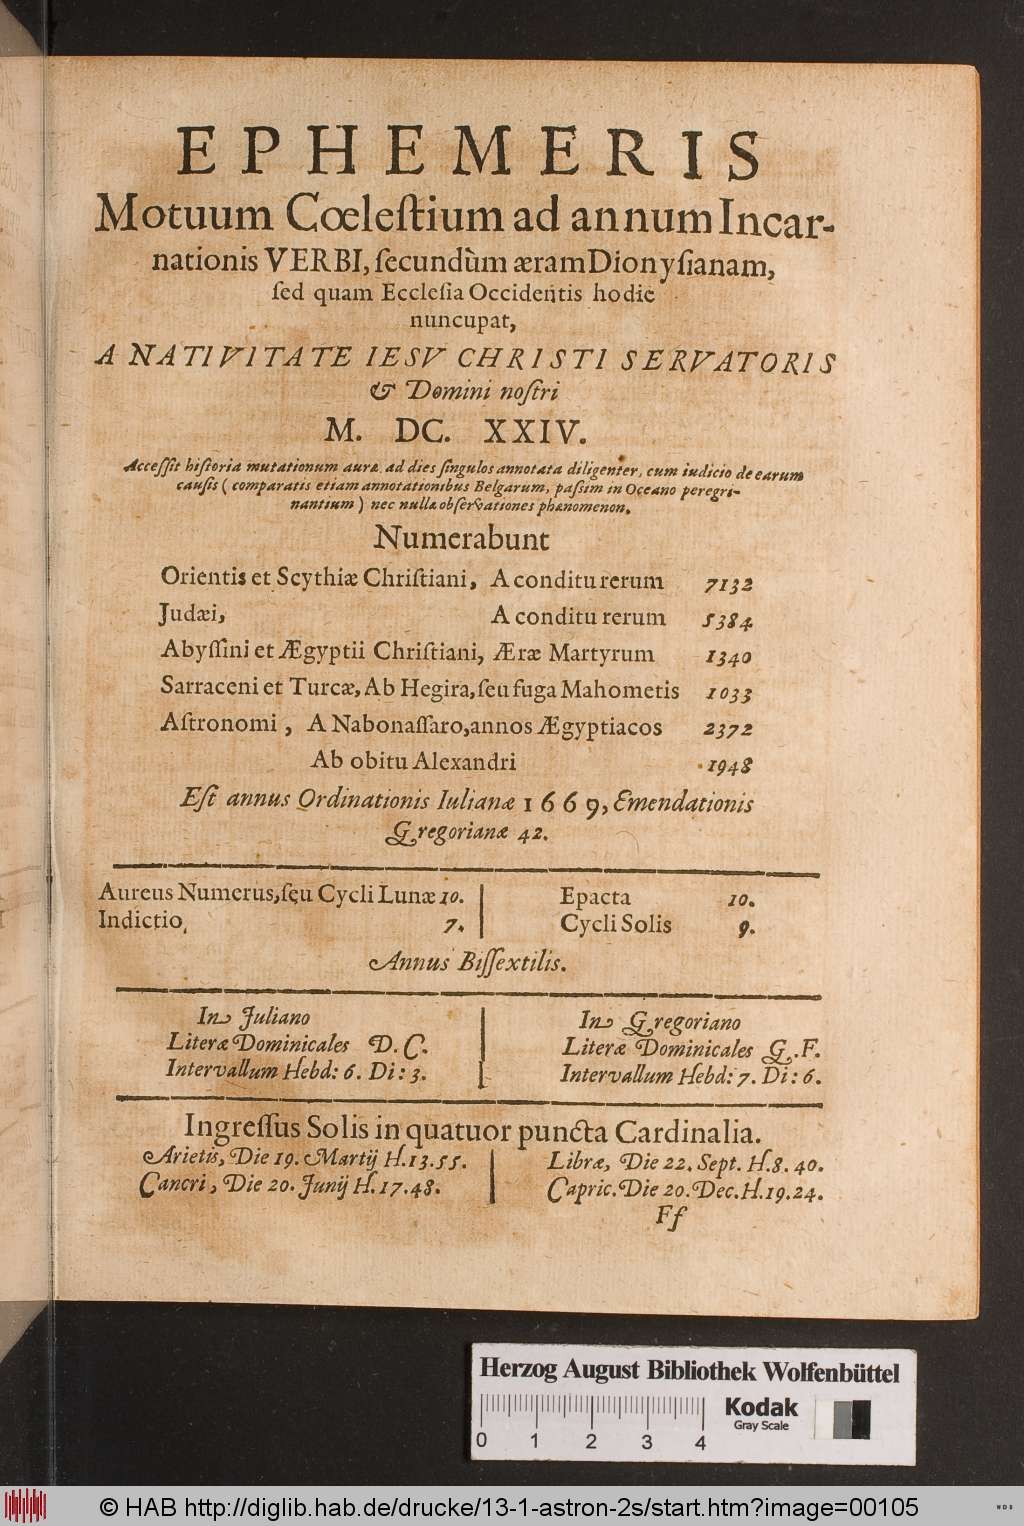 EPHEMERIS
Motuum Cœleſtium ad annum Incar-
nationis VERBI, ſecundùm æram Dionyſianam,
ſed quam Eccleſia Occidentis hodie
nuncupat,
A NATIVITATE IESV CHRISTI SERVATORIS
& Domini noſtri
M. DC. XXIV.
Acceſſit hiſtoria mutationum auræ ad dies ſingulos annotata diligenter, cum iudicio de earum
cauſis (comparatis etiam annotationibus Belgarum, paſsim in Oceano peregri-
nantium) nec nullæ obſervationes phænomenon.
Numerabunt
Orientis et Scythiæ Chriſtiani, A conditu rerum 7132
Judæi, A conditu rerum 5384
Abyſſini et Ægyptii Chriſtiani, Æræ Martyrum 1340
Sarraceni et Turcæ, Ab Hegira, ſeu fuga Mahometis 1033
Aſtronomi, A Nabonaſſaro, annos Ægyptiacos 2372
Ab obitu Alexandri 1948
Eſt annus Ordinationis Iulianæ 1669, Emendationis
Gregorianæ 42.
Aureus Numerus, ſeu Cycli Lunæ 10. Epacta 10.
Indictio, 7. Cycli Solis 9.
Annus Biſſextilis.
In Juliano
Literæ Dominicales D. C.
Intervallum Hebd: 6. Di: 3.
In Gregoriano
Literæ Dominicales G. F.
Intervallum Hebd: 7. Di: 6.
Ingreſſus Solis in quatuor puncta Cardinalia.
Arietis, Die 19. Martij H. 13. 55.
Cancri, Die 20. Junij H. 17. 48.
Libræ, Die 22. Sept. H. 8. 40.
Capric. Die 20. Dec. H. 19. 24.
Ff
Herzog August Bibliothek Wolfenbüttel
Kodak
Gray Scale
0 1 2 3 4
© HAB http://diglib.hab.de/drucke/13-1-astron-2s/start.htm?image=00105